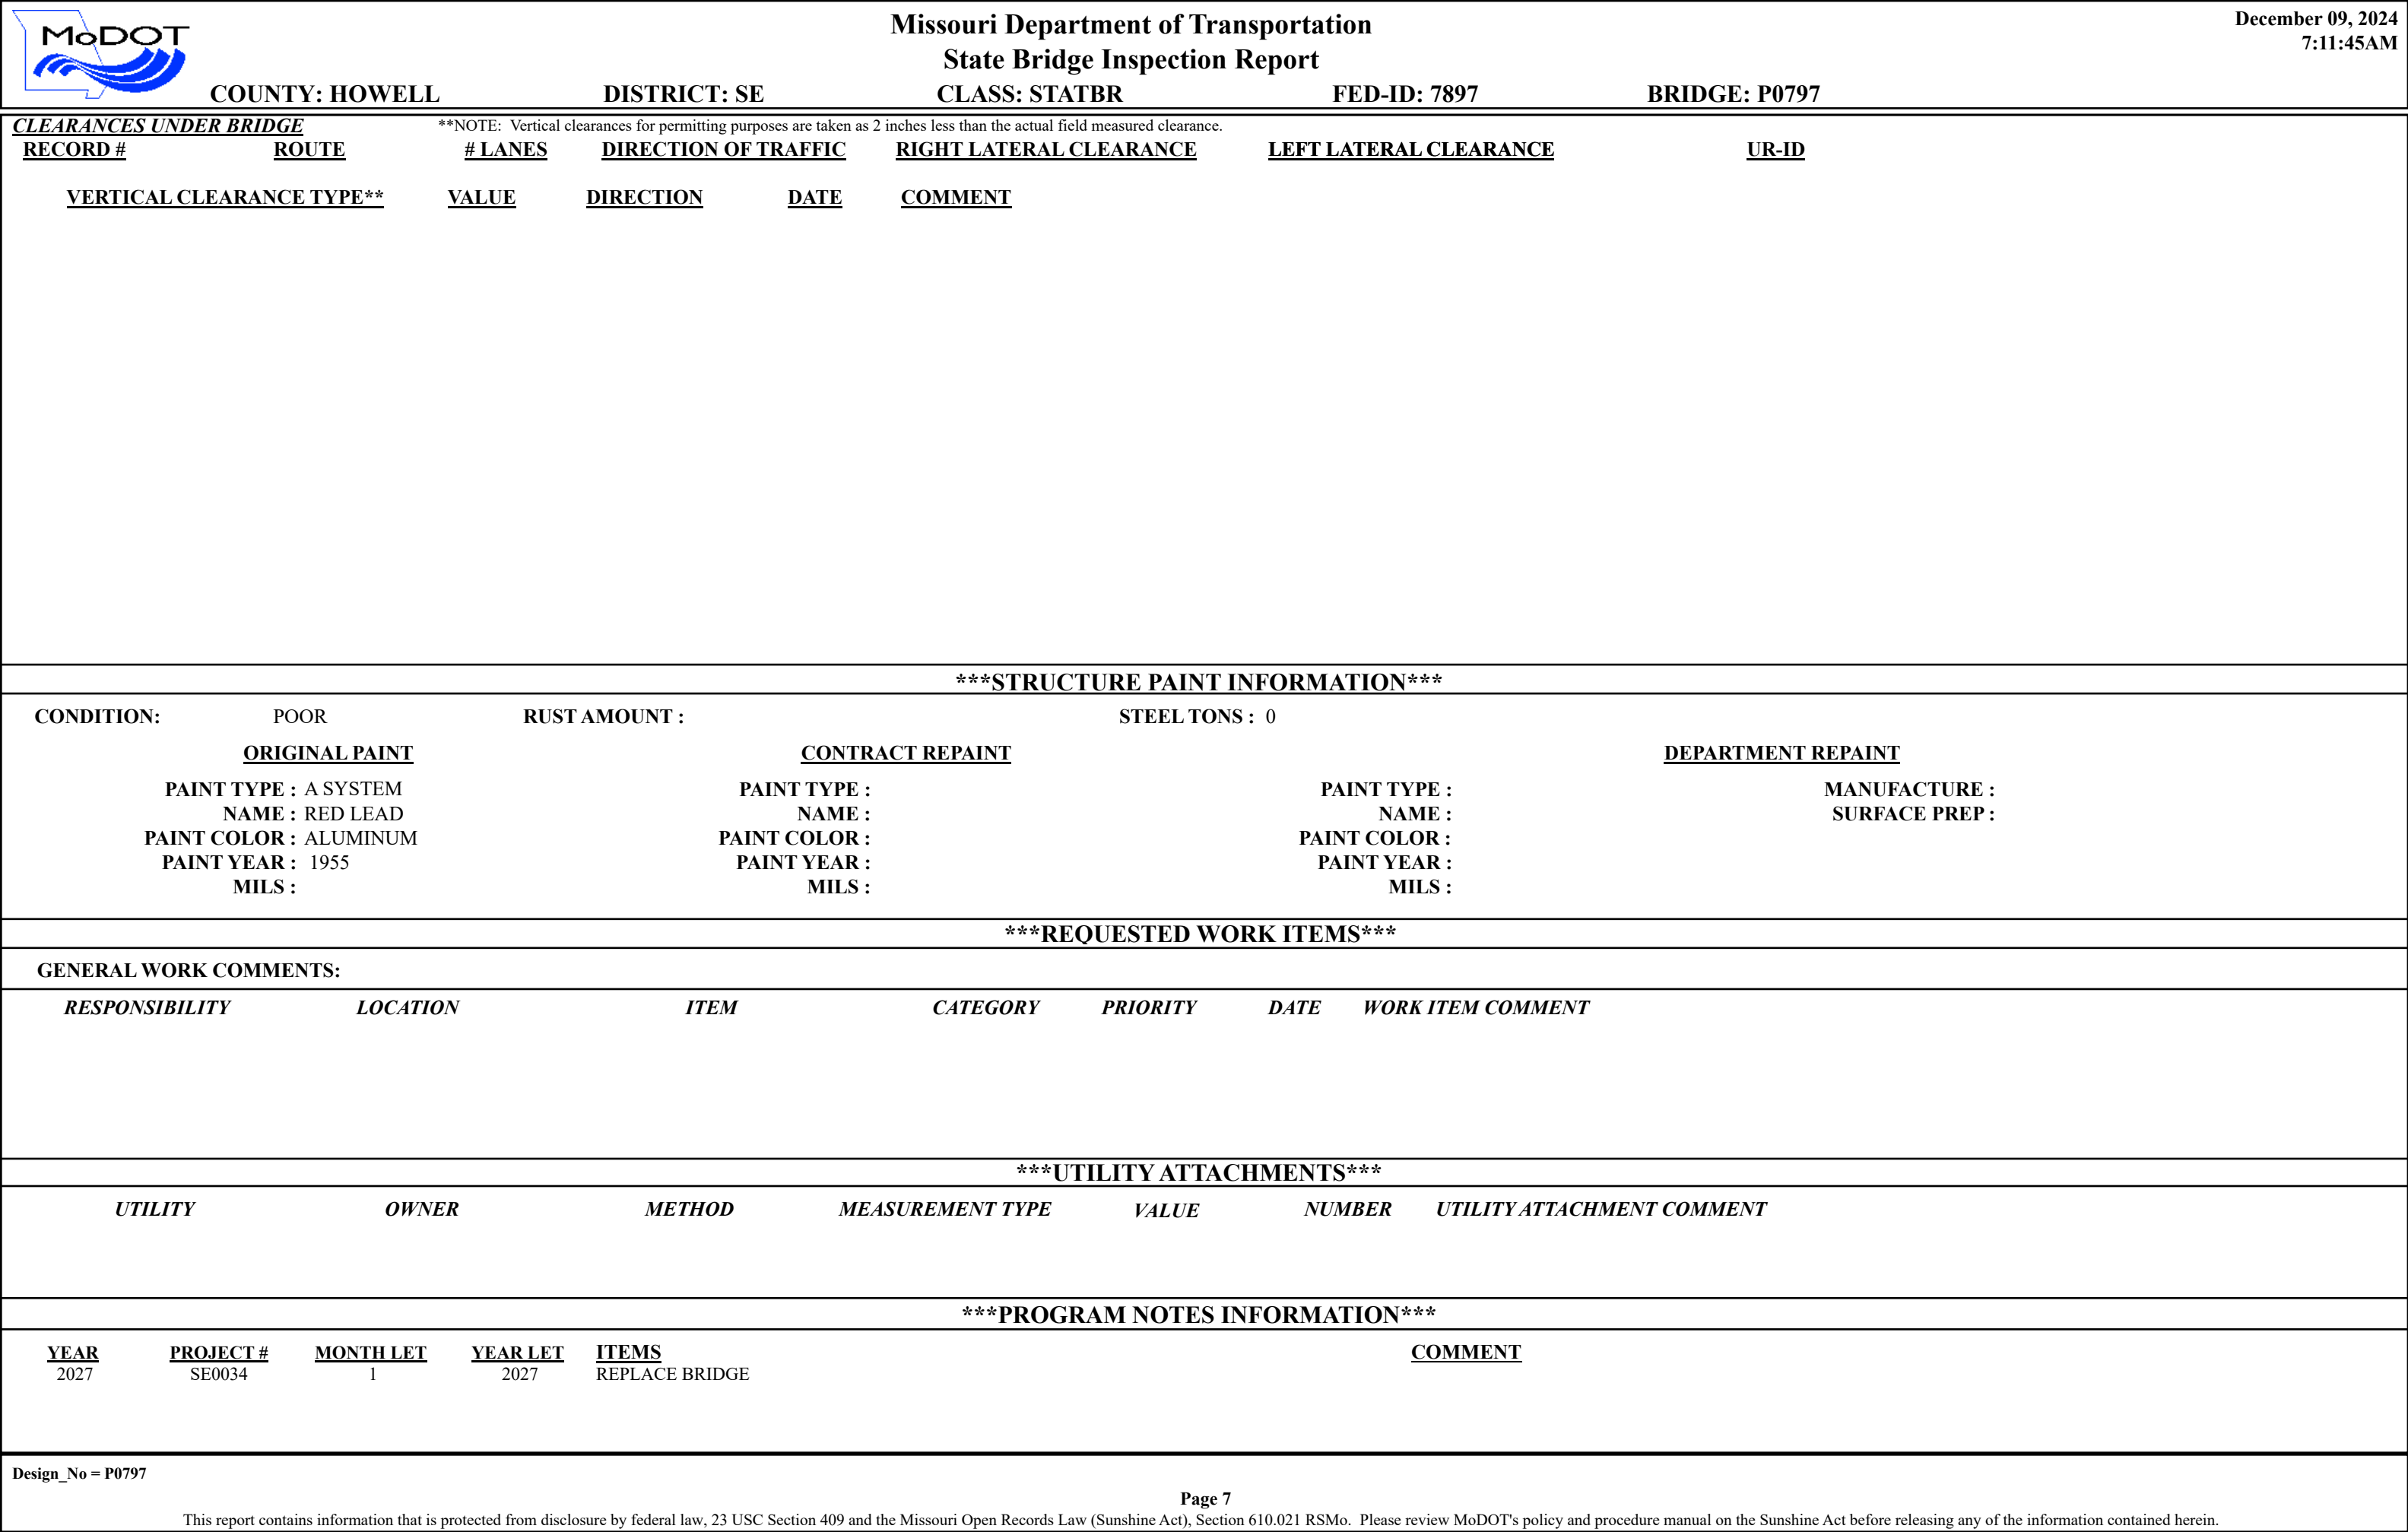 MoDOT
Missouri Department of Transportation
State Bridge Inspection Report
December 09, 2024
7:11:45AM
COUNTY: HOWELL DISTRICT: SE CLASS: STATBR FED-ID: 7897 BRIDGE: P0797
CLEARANCES UNDER BRIDGE **NOTE: Vertical clearances for permitting purposes are taken as 2 inches less than the actual field measured clearance.
RECORD # ROUTE # LANES DIRECTION OF TRAFFIC RIGHT LATERAL CLEARANCE LEFT LATERAL CLEARANCE UR-ID
VERTICAL CLEARANCE TYPE** VALUE DIRECTION DATE COMMENT
***STRUCTURE PAINT INFORMATION***
CONDITION: POOR RUST AMOUNT : STEEL TONS : 0
ORIGINAL PAINT CONTRACT REPAINT DEPARTMENT REPAINT
PAINT TYPE : A SYSTEM PAINT TYPE : PAINT TYPE : MANUFACTURE :
NAME : RED LEAD NAME : NAME : SURFACE PREP :
PAINT COLOR : ALUMINUM PAINT COLOR : PAINT COLOR :
PAINT YEAR : 1955 PAINT YEAR : PAINT YEAR :
MILS : MILS : MILS :
***REQUESTED WORK ITEMS***
GENERAL WORK COMMENTS:
RESPONSIBILITY LOCATION ITEM CATEGORY PRIORITY DATE WORK ITEM COMMENT
***UTILITY ATTACHMENTS***
UTILITY OWNER METHOD MEASUREMENT TYPE VALUE NUMBER UTILITY ATTACHMENT COMMENT
***PROGRAM NOTES INFORMATION***
YEAR PROJECT # MONTH LET YEAR LET ITEMS COMMENT
2027 SE0034 1 2027 REPLACE BRIDGE
Design_No = P0797
Page 7
This report contains information that is protected from disclosure by federal law, 23 USC Section 409 and the Missouri Open Records Law (Sunshine Act), Section 610.021 RSMo. Please review MoDOT's policy and procedure manual on the Sunshine Act before releasing any of the information contained herein.